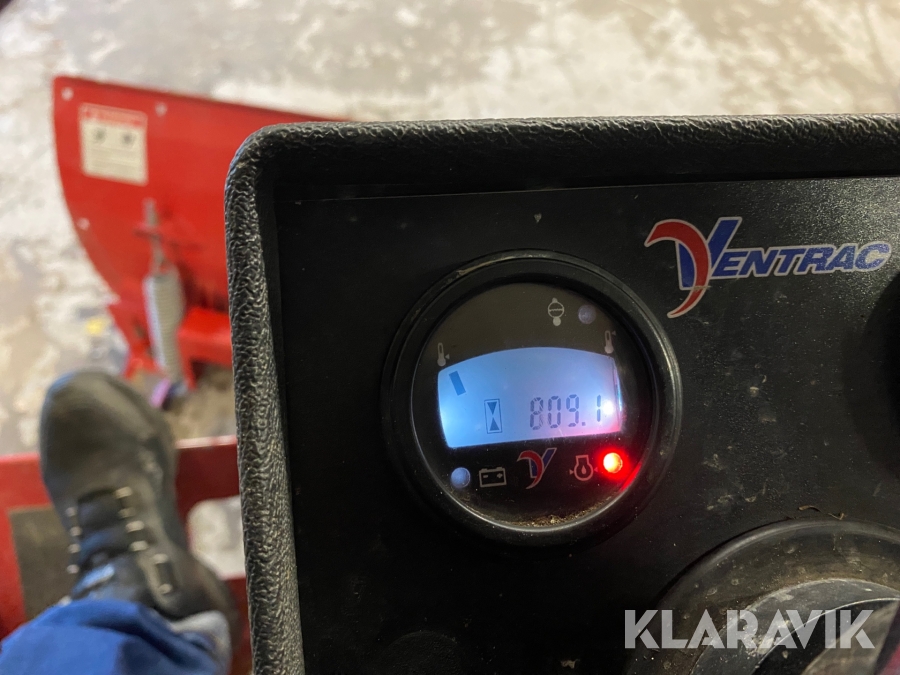 VENTRAC
809.1
KLARAVIK